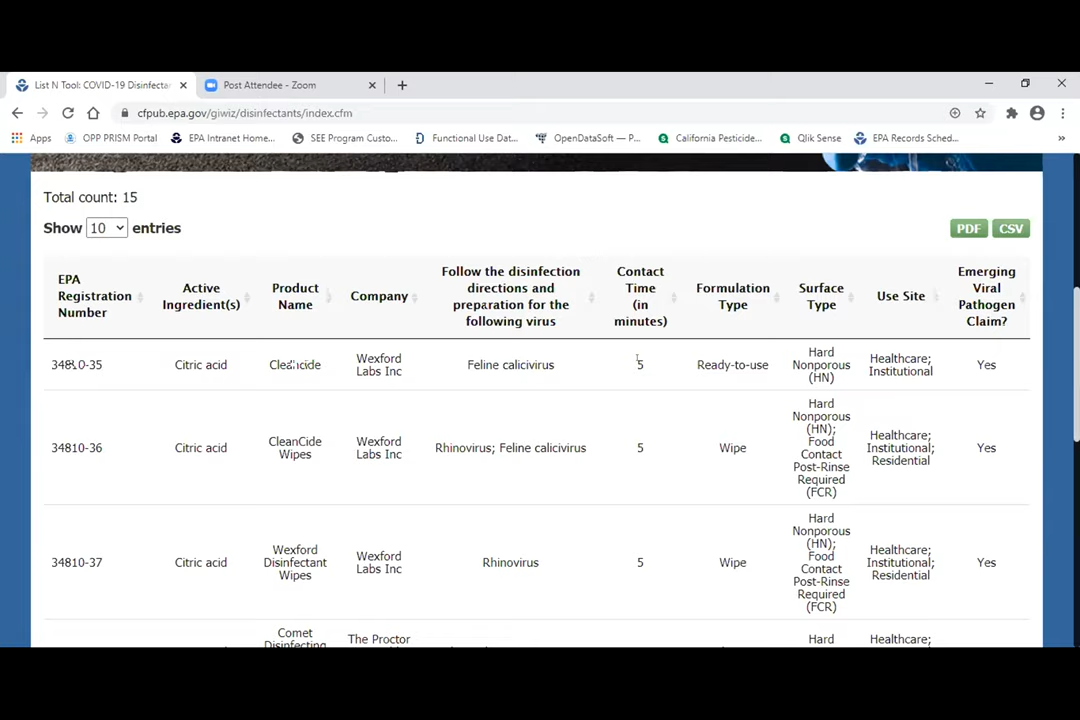 List N Tool: COVID-19 Disinfecta
Post Attendee - Zoom
cfpub.epa.gov/giwiz/disinfectants/index.cfm
Apps
OPP PRISM Portal
EPA Intranet Home...
SEE Program Custo...
Functional Use Dat...
OpenDataSoft — P...
California Pesticide...
Qlik Sense
EPA Records Sched...
»
Total count: 15
Show 10 entries
PDF CSV
EPA Registration Number
Active Ingredient(s)
Product Name
Company
Follow the disinfection directions and preparation for the following virus
Contact Time (in minutes)
Formulation Type
Surface Type
Use Site
Emerging Viral Pathogen Claim?
34810-35
Citric acid
Cleancide
Wexford Labs Inc
Feline calicivirus
5
Ready-to-use
Hard Nonporous (HN)
Healthcare; Institutional
Yes
34810-36
Citric acid
CleanCide Wipes
Wexford Labs Inc
Rhinovirus; Feline calicivirus
5
Wipe
Hard Nonporous (HN); Food Contact Post-Rinse Required (FCR)
Healthcare; Institutional; Residential
Yes
34810-37
Citric acid
Wexford Disinfectant Wipes
Wexford Labs Inc
Rhinovirus
5
Wipe
Hard Nonporous (HN); Food Contact Post-Rinse Required (FCR)
Healthcare; Institutional; Residential
Yes
Comet Disinfecting
The Proctor
Hard
Healthcare;